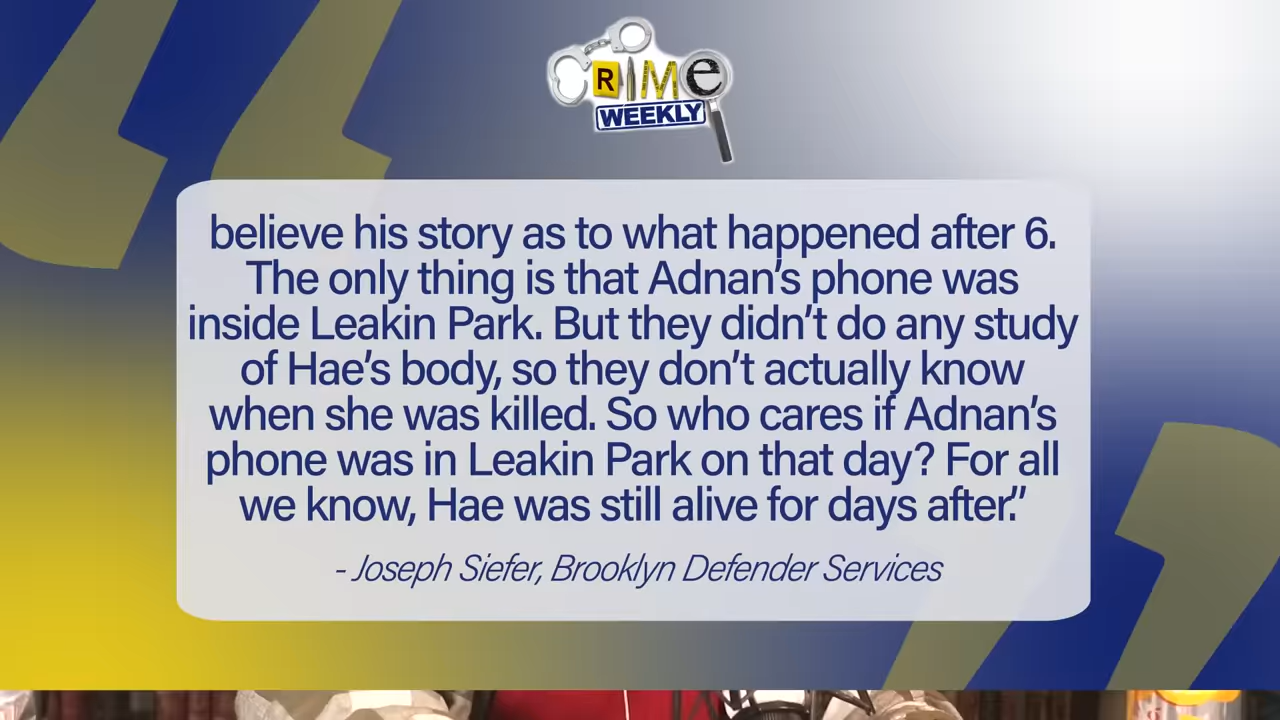 CRIME
WEEKLY
believe his story as to what happened after 6.
The only thing is that Adnan’s phone was
inside Leakin Park. But they didn’t do any study
of Hae’s body, so they don’t actually know
when she was killed. So who cares if Adnan’s
phone was in Leakin Park on that day? For all
we know, Hae was still alive for days after.”
- Joseph Siefer, Brooklyn Defender Services